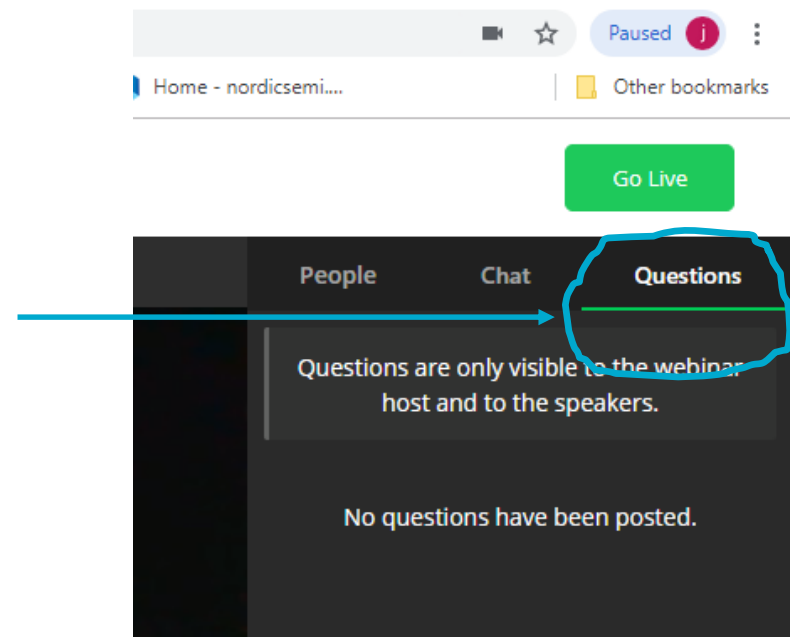 Paused j
Home - nordicsemi.... Other bookmarks
Go Live
People Chat Questions
Questions are only visible to the webinar
host and to the speakers.
No questions have been posted.